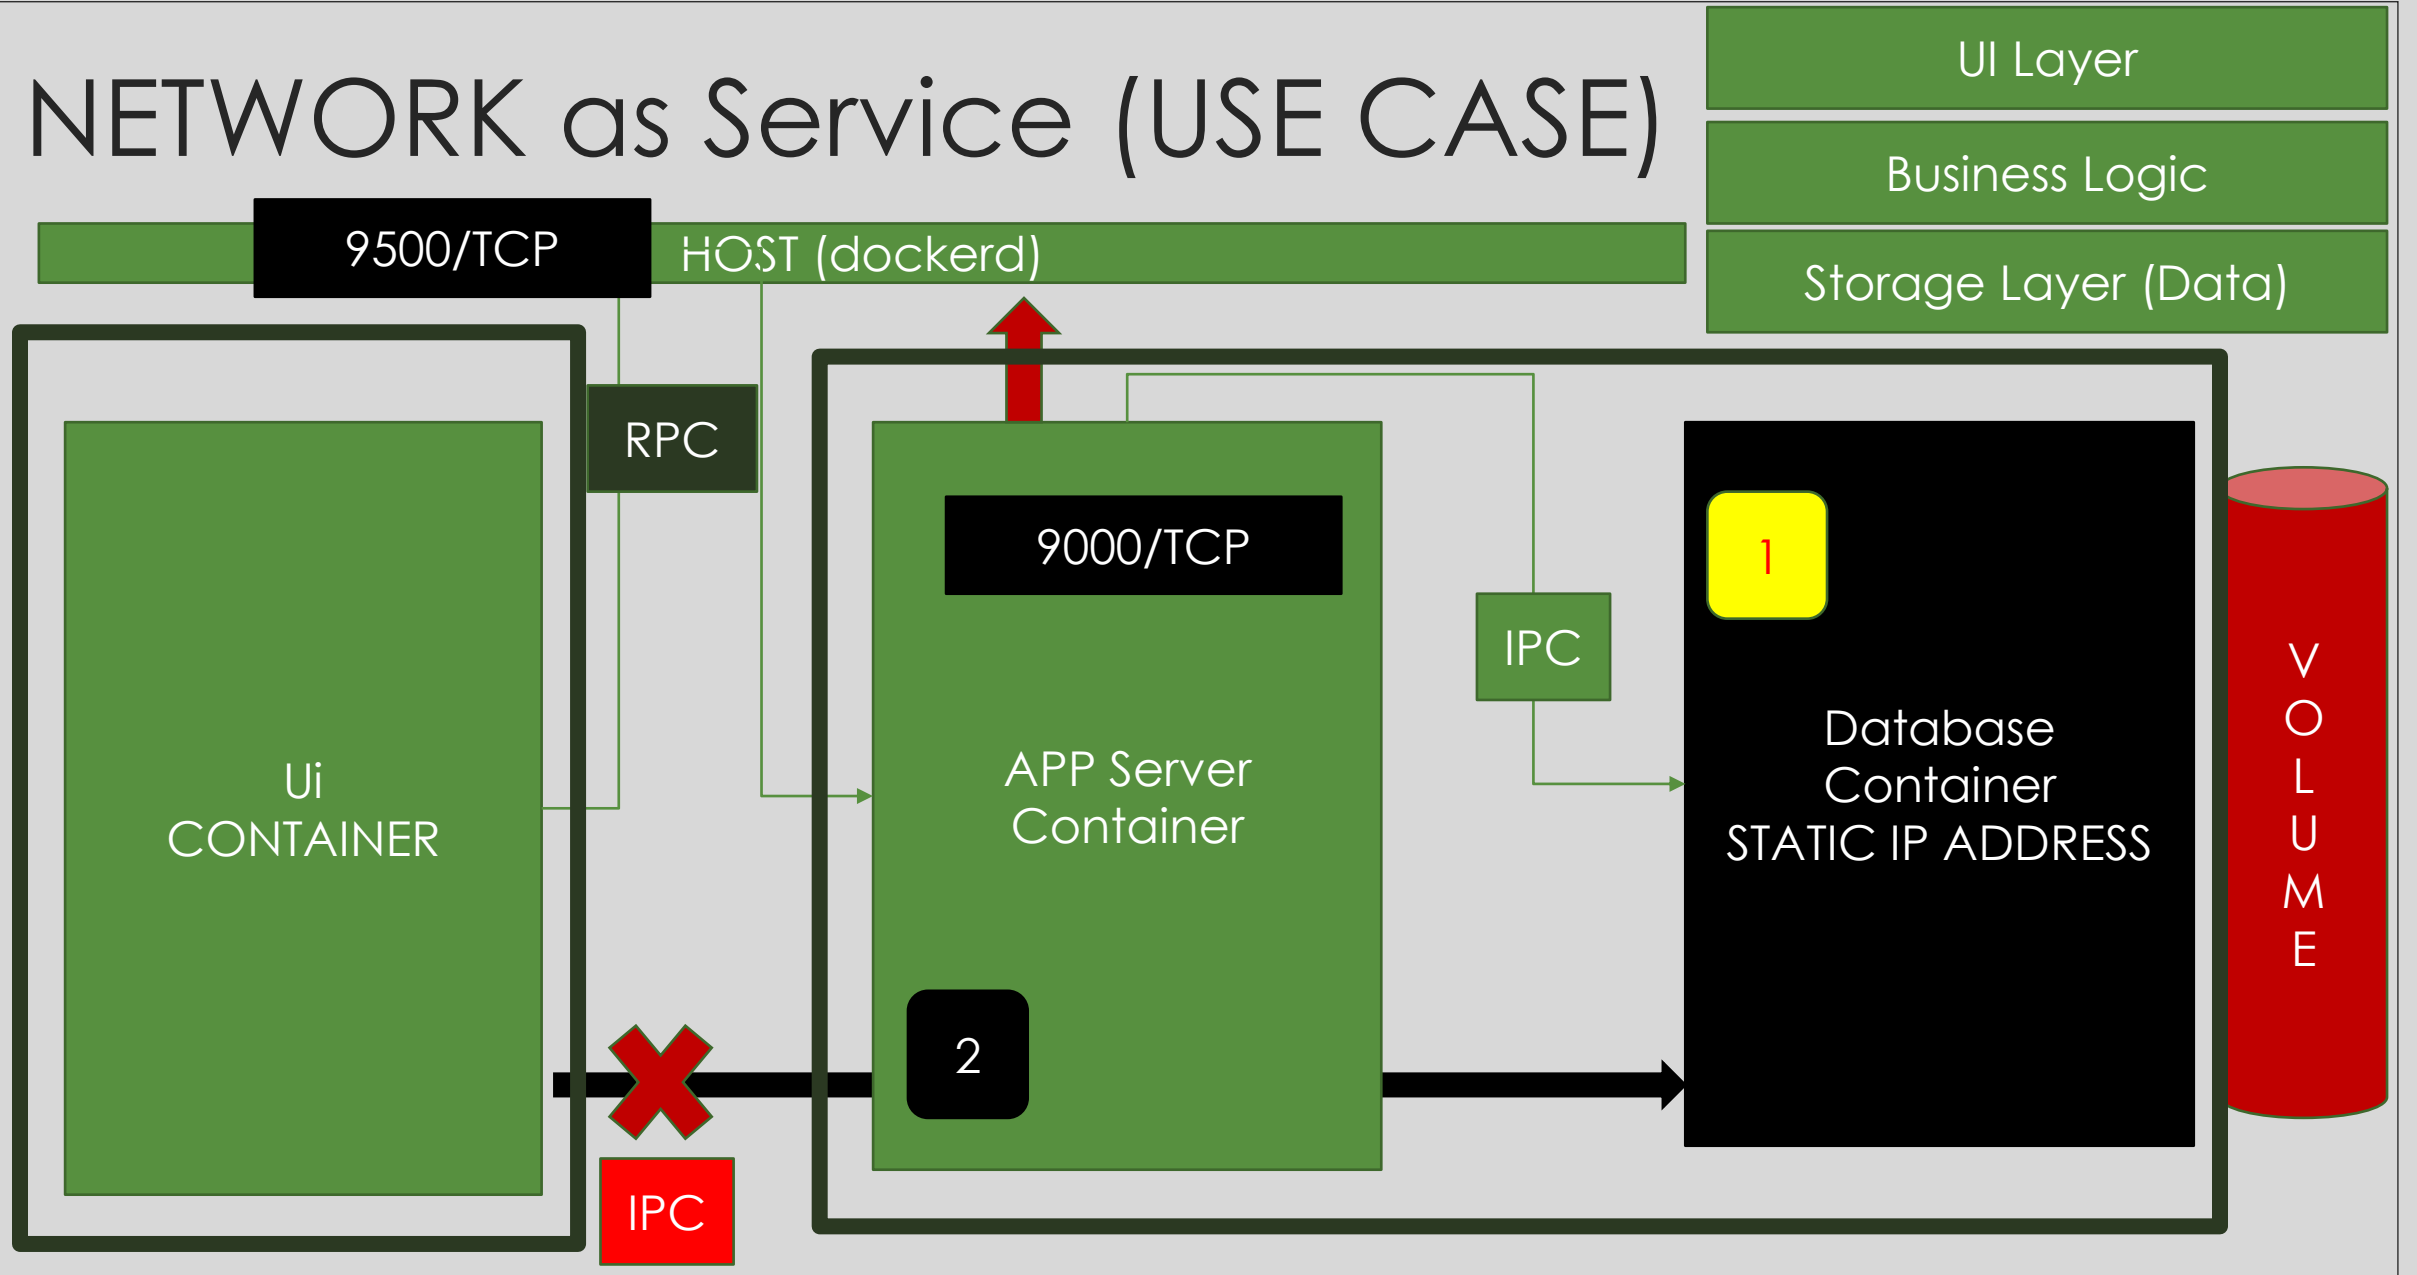 NETWORK as Service (USE CASE)
UI Layer
Business Logic
Storage Layer (Data)
9500/TCP
HOST (dockerd)
RPC
9000/TCP
1
IPC
Ui
CONTAINER
APP Server
Container
Database
Container
STATIC IP ADDRESS
V
O
L
U
M
E
2
IPC